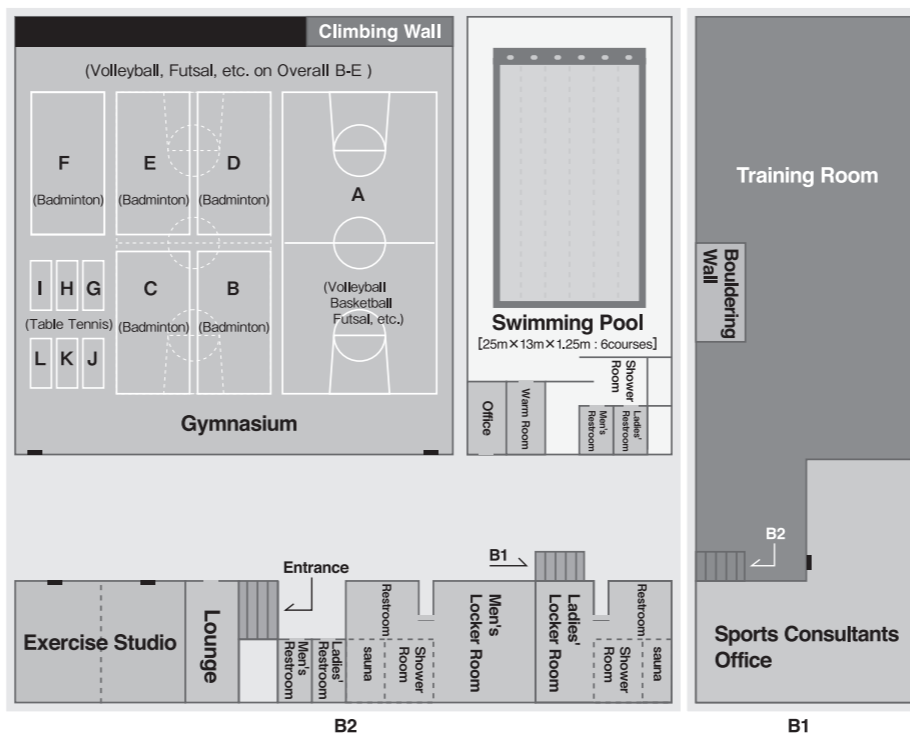 Climbing Wall
(Volleyball, Futsal, etc. on Overall B-E )
F
(Badminton)
E
(Badminton)
D
(Badminton)
A
(Volleyball
Basketball
Futsal, etc.)
I H G
(Table Tennis)
L K J
C
(Badminton)
B
(Badminton)
Gymnasium
Swimming Pool
[25m×13m×1.25m : 6courses]
Office
Warm Room
Shower
Room
Men's
Restroom
Ladies'
Restroom
Training Room
Bouldering
Wall
B2
Sports Consultants
Office
Entrance
B1
Exercise Studio
Lounge
Men's
Restroom
Ladies'
Restroom
Restroom
sauna
Shower
Room
Men's
Locker Room
Ladies'
Locker Room
Restroom
Shower
Room
sauna
B2
B1